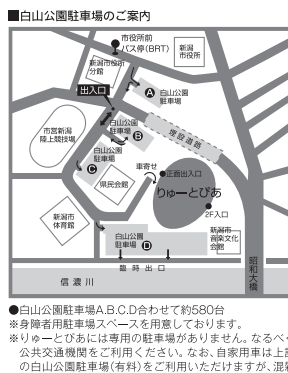 ■白山公園駐車場のご案内
市役所前
バス停(BRT)
新潟
市役所
新潟市役所
分館
出入口
A
白山公園
駐車場
白山公園
駐車場
B
埋設道路
市営新潟
陸上競技場
白山公園
駐車場
C
車寄せ
正面出入口
県民会館
りゅーとぴあ
2F入口
新潟市
体育館
白山公園
駐車場
D
新潟市
音楽文化
会館
臨時出口
昭和大橋
信濃川
●白山公園駐車場A.B.C.D合わせて約580台
※身障者用駐車場スペースを用意しております。
※りゅーとぴあには専用の駐車場がありません。なるべく
公共交通機関をご利用ください。なお、自家用車は上記
の白山公園駐車場(有料)をご利用いただけますが、混雑